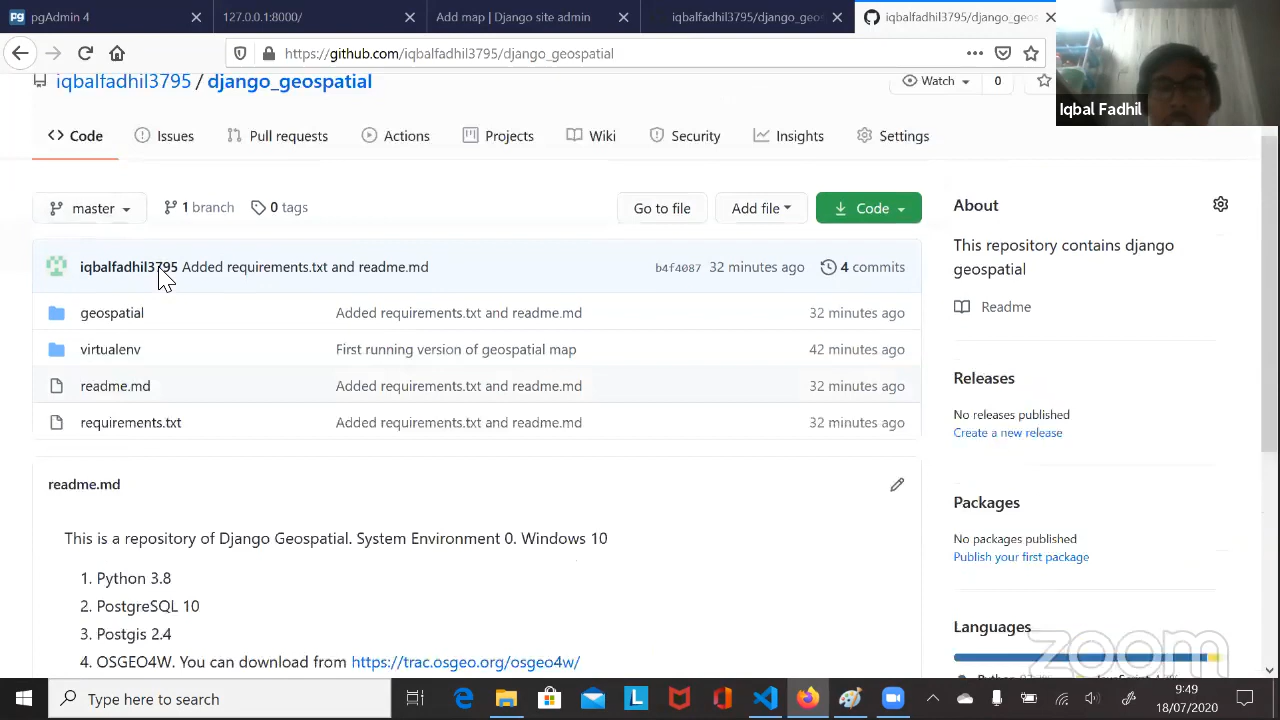 pgAdmin 4
127.0.0.1:8000/
Add map | Django site admin
iqbalfadhil3795/django_geos
iqbalfadhil3795/django_geos
https://github.com/iqbalfadhil3795/django_geospatial
Iqbal Fadhil
iqbalfadhil3795 / django_geospatial
Watch 0
Code Issues Pull requests Actions Projects Wiki Security Insights Settings
master 1 branch 0 tags Go to file Add file Code
iqbalfadhil3795 Added requirements.txt and readme.md b4f4087 32 minutes ago 4 commits
geospatial Added requirements.txt and readme.md 32 minutes ago
virtualenv First running version of geospatial map 42 minutes ago
readme.md Added requirements.txt and readme.md 32 minutes ago
requirements.txt Added requirements.txt and readme.md 32 minutes ago
readme.md
This is a repository of Django Geospatial. System Environment 0. Windows 10
1. Python 3.8
2. PostgreSQL 10
3. Postgis 2.4
4. OSGEO4W. You can download from https://trac.osgeo.org/osgeo4w/
About
This repository contains django
geospatial
Readme
Releases
No releases published
Create a new release
Packages
No packages published
Publish your first package
Languages
zoom
Type here to search
9:49
18/07/2020